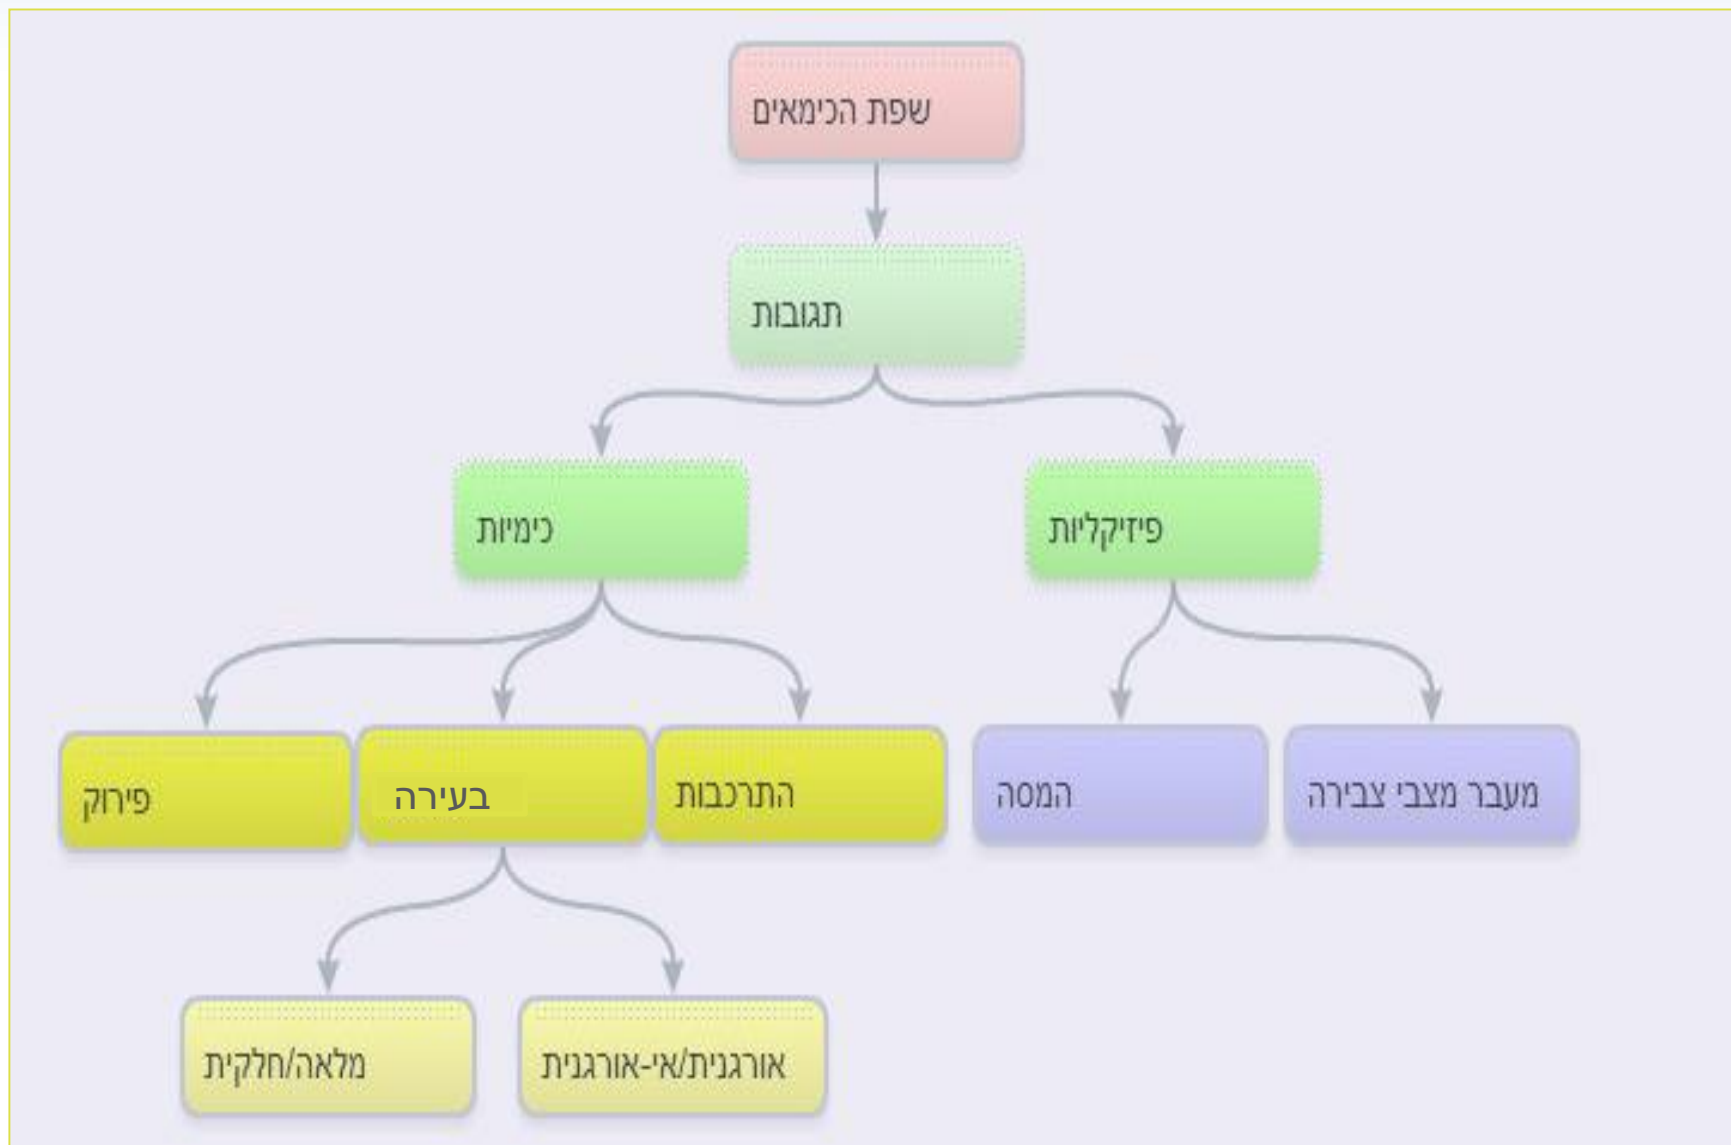 שפת הכימאים
תגובות
פיזיקליות
כימיות
מעבר מצבי צבירה
המסה
התרכבות
בעירה
פירוק
אורגנית/אי-אורגנית
מלאה/חלקית